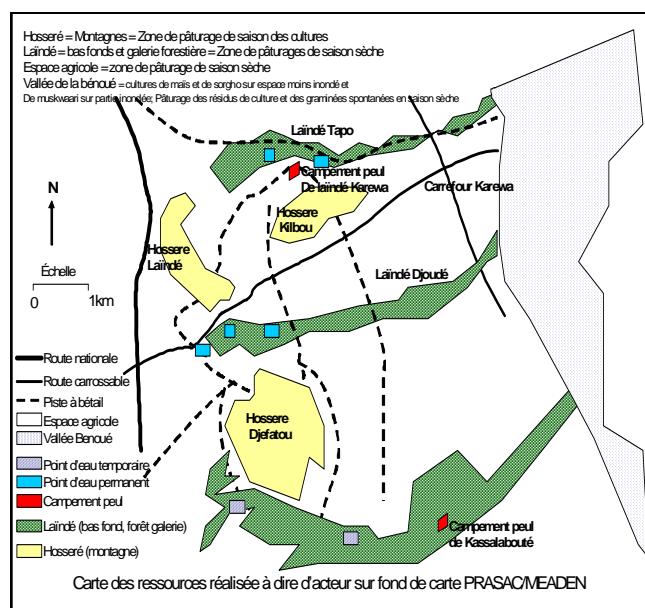 Hosseré = Montagnes = Zone de pâturage de saison des cultures
Laïndé = bas fonds et galerie forestière = Zone de pâturages de saison sèche
Espace agricole = zone de pâturage de saison sèche
Vallée de la bénoué = cultures de maïs et de sorgho sur espace moins inondé et
De muskwaari sur partie inondée; Pâturage des résidus de culture et des graminées spontanées en saison sèche
Laïndé Tapo
Campement peul
De laïndé Karewa
Carrefour Karewa
N
Hossere
Kilbou
Hossere
Laïndé
Échelle
0 1km
Laïndé Djoudé
Route nationale
Route carrossable
Piste à bétail
Espace agricole
Vallée Benoué
Point d'eau temporaire
Point d'eau permanent
Campement peul
Laïndé (bas fond, forêt galerie)
Hosseré (montagne)
Hossere
Djefatou
Campement peul
de Kassalabouté
Carte des ressources réalisée à dire d'acteur sur fond de carte PRASAC/MEADEN